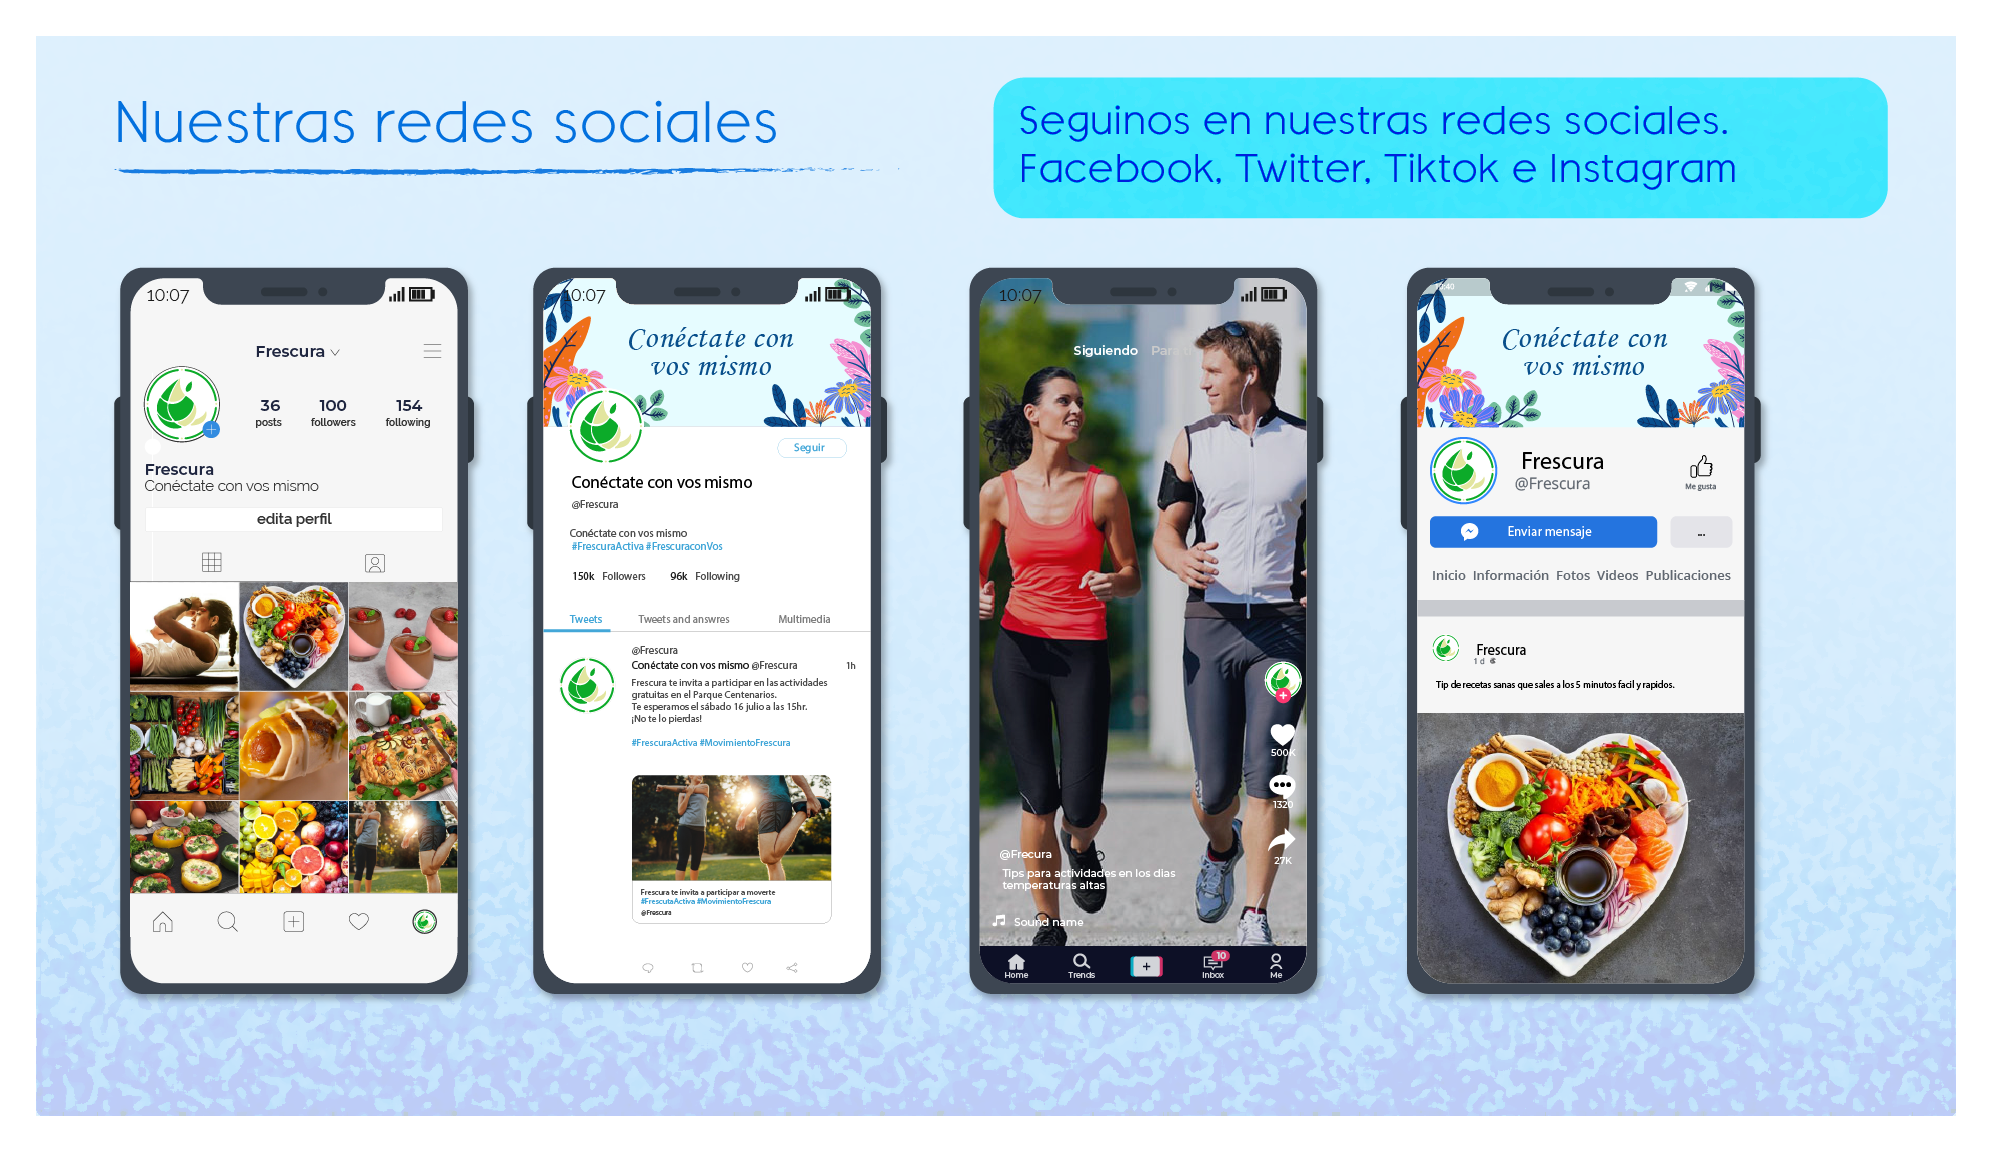 Nuestras redes sociales
Seguinos en nuestras redes sociales.
Facebook, Twitter, Tiktok e Instagram
10:07
Frescura
36 100 154
posts followers following
Frescura
Conéctate con vos mismo
edita perfil
10:07
Conéctate con
vos mismo
Seguir
Conéctate con vos mismo
@Frescura
Conéctate con vos mismo
#FrescuraActiva #FrescuraconVos
150k Followers 96k Following
Tweets Tweets and answres Multimedia
@Frescura
Conéctate con vos mismo @Frescura 1h
Frescura te invita a participar en las actividades
gratuitas en el Parque Centenarios.
Te esperamos el sábado 16 julio a las 15hr.
¡No te lo pierdas!
#FrescuraActiva #MovimientoFrescura
Frescura te invita a participar a moverte
#FrescutaActiva #MovimientoFrescura
@Frescura
10:07
Siguiendo Para
500K
1320
27K
@Frecura
Tips para actividades en los dias
temperaturas altas
Sound name
10
Home Trends Inbox Me
10:40
Conéctate con
vos mismo
Frescura
@Frescura
Me gusta
Enviar mensaje ...
Inicio Información Fotos Videos Publicaciones
Frescura
1 d
Tip de recetas sanas que sales a los 5 minutos facil y rapidos.